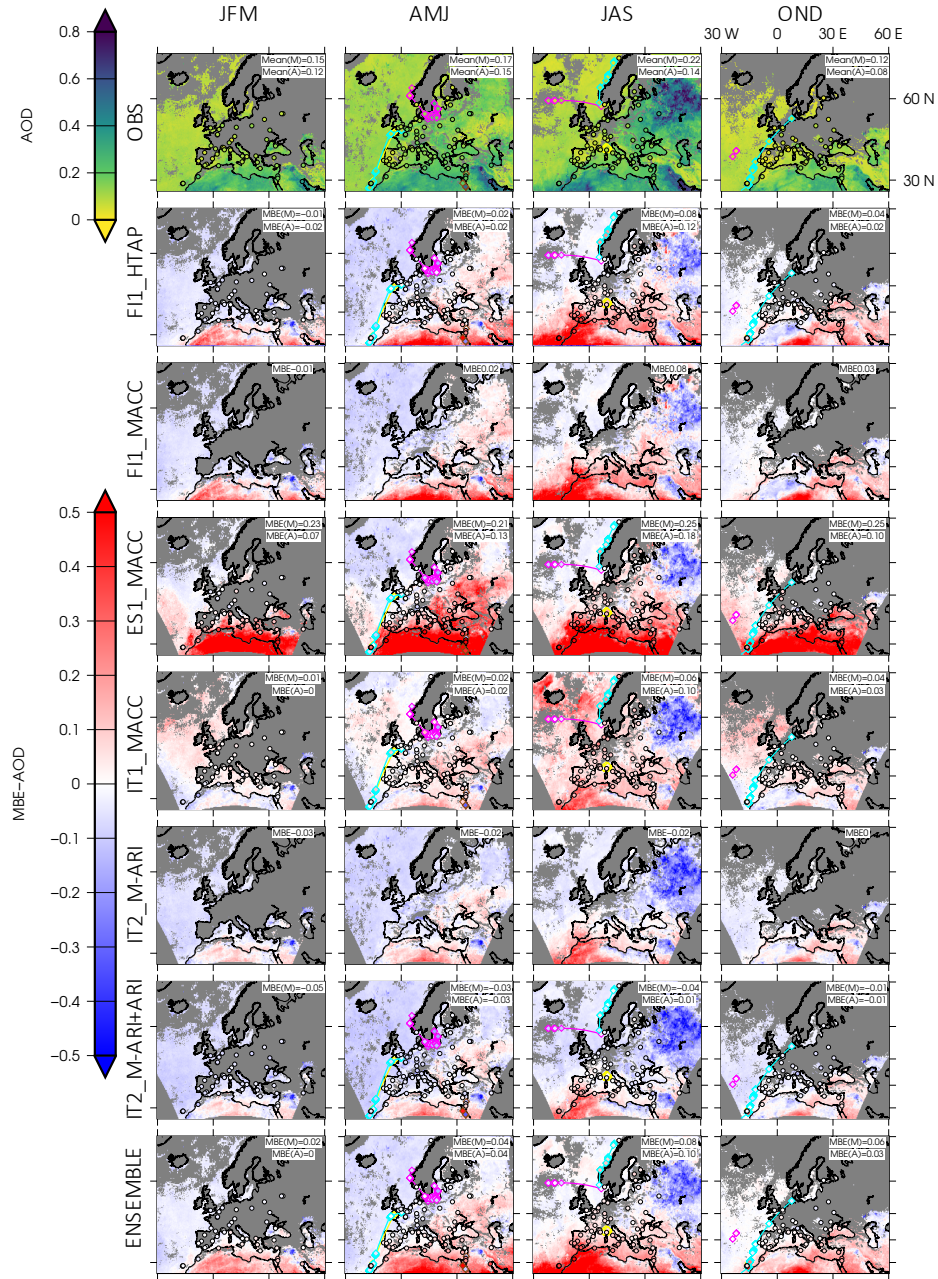 JFM
AMJ
JAS
OND
30 W
0
30 E
60 E
0.8
0.6
0.4
0.2
0
AOD
OBS
Mean(M)=0.15
Mean(A)=0.12
Mean(M)=0.17
Mean(A)=0.15
Mean(M)=0.22
Mean(A)=0.14
Mean(M)=0.12
Mean(A)=0.08
60 N
30 N
FI1_HTAP
MBE(M)=-0.01
MBE(A)=-0.02
MBE(M)=0.02
MBE(A)=0.02
MBE(M)=0.08
MBE(A)=0.12
MBE(M)=0.04
MBE(A)=0.02
FI1_MACC
MBE-0.01
MBE0.02
MBE0.08
MBE0.03
0.5
0.4
0.3
0.2
0.1
0
−0.1
−0.2
−0.3
−0.4
−0.5
MBE−AOD
ES1_MACC
MBE(M)=0.23
MBE(A)=0.07
MBE(M)=0.21
MBE(A)=0.13
MBE(M)=0.25
MBE(A)=0.18
MBE(M)=0.25
MBE(A)=0.10
IT1_MACC
MBE(M)=0.01
MBE(A)=0
MBE(M)=0.02
MBE(A)=0.02
MBE(M)=0.06
MBE(A)=0.10
MBE(M)=0.04
MBE(A)=0.03
IT2_M-ARI
MBE-0.03
MBE-0.02
MBE-0.02
MBE0
IT2_M-ARI+ARI
MBE(M)=-0.05
MBE(M)=-0.03
MBE(A)=-0.03
MBE(M)=-0.04
MBE(A)=0.01
MBE(M)=-0.01
MBE(A)=-0.01
ENSEMBLE
MBE(M)=0.02
MBE(A)=0
MBE(M)=0.04
MBE(A)=0.04
MBE(M)=0.08
MBE(A)=0.10
MBE(M)=0.06
MBE(A)=0.03